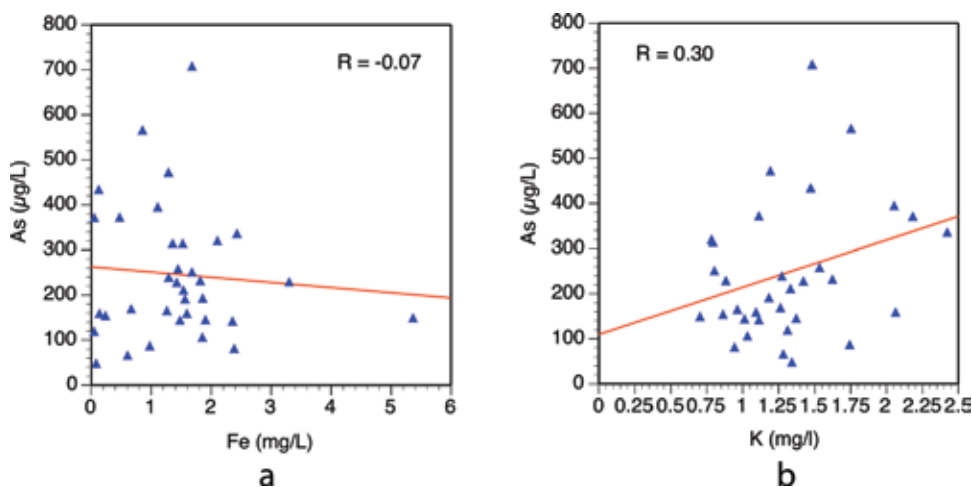 800
700
600
500
400
300
200
100
0
As (µg/L)
R = -0.07
0 1 2 3 4 5 6
Fe (mg/L)
a
800
700
600
500
400
300
200
100
0
As (µg/L)
R = 0.30
0 0.25 0.5 0.75 1 1.25 1.5 1.75 2 2.25 2.5
K (mg/l)
b